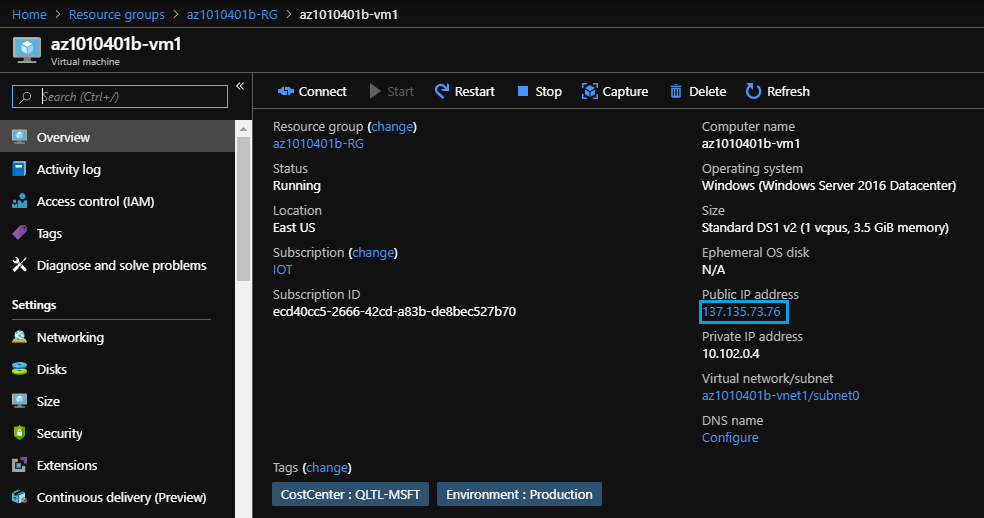 Home > Resource groups > az1010401b-RG > az1010401b-vm1
az1010401b-vm1
Virtual machine
Search (Ctrl+/)
«
Overview
Activity log
Access control (IAM)
Tags
Diagnose and solve problems
Settings
Networking
Disks
Size
Security
Extensions
Continuous delivery (Preview)
Connect Start Restart Stop Capture Delete Refresh
Resource group (change)
az1010401b-RG
Status
Running
Location
East US
Subscription (change)
IOT
Subscription ID
ecd40cc5-2666-42cd-a83b-de8bec527b70
Computer name
az1010401b-vm1
Operating system
Windows (Windows Server 2016 Datacenter)
Size
Standard DS1 v2 (1 vcpus, 3.5 GiB memory)
Ephemeral OS disk
N/A
Public IP address
137.135.73.76
Private IP address
10.102.0.4
Virtual network/subnet
az1010401b-vnet1/subnet0
DNS name
Configure
Tags (change)
CostCenter : QLTL-MSFT Environment : Production